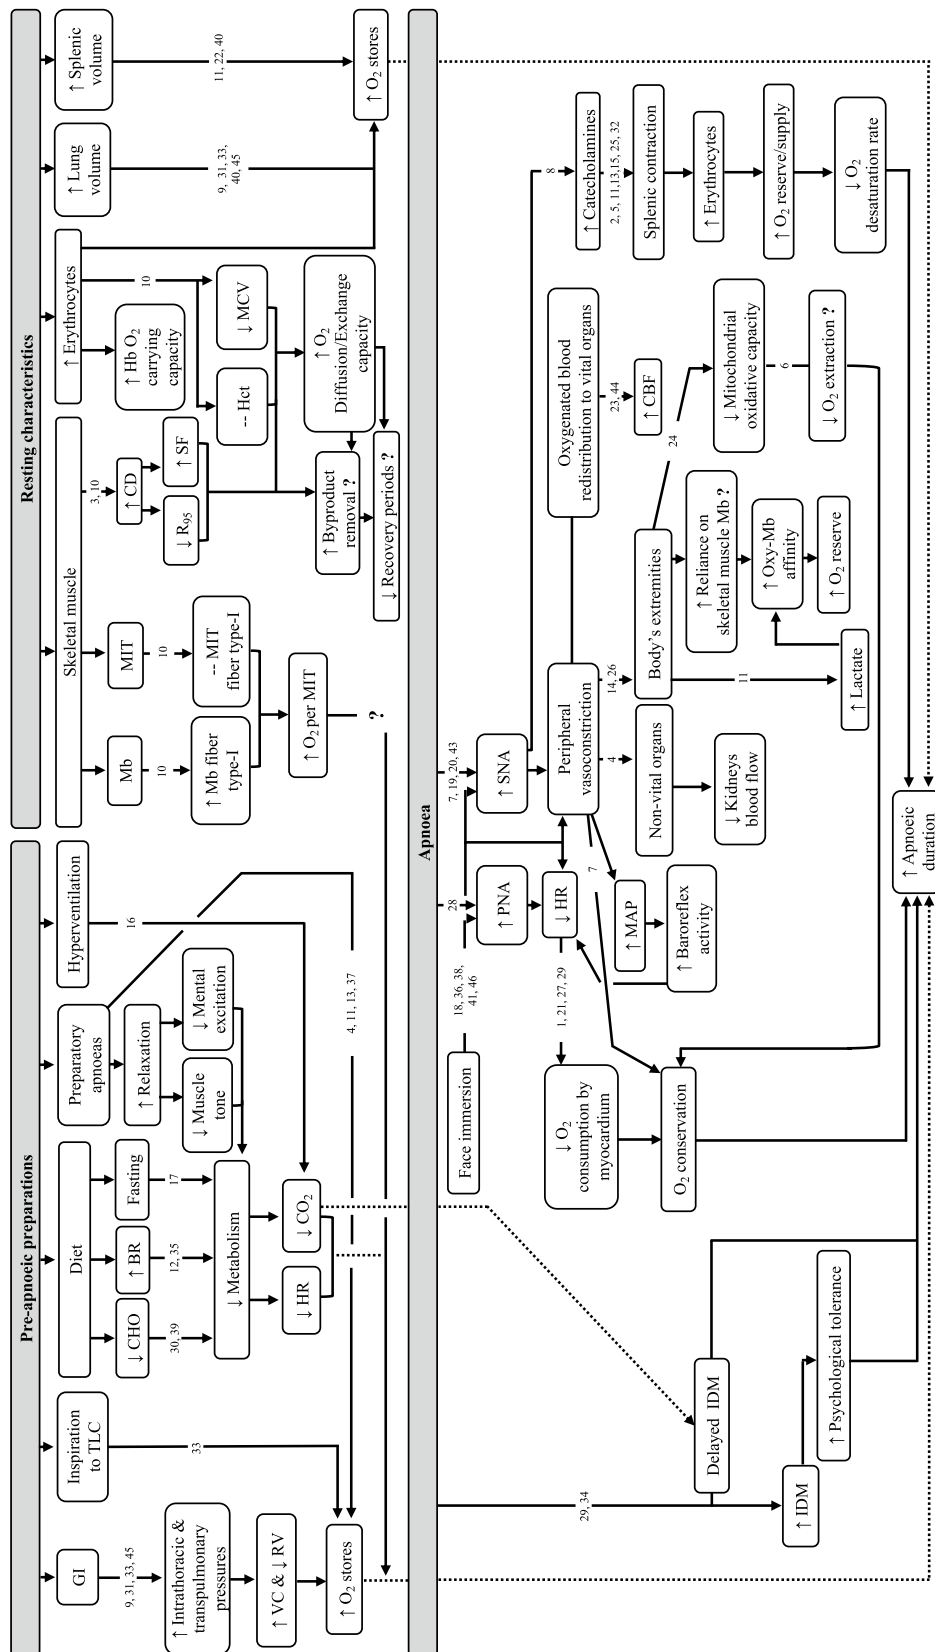 Pre-apnoeic preparations
GI
9, 31, 33, 45
↑ Intrathoracic &
transpulmonary
pressures
↑ VC & ↓ RV
↑ O₂ stores
Inspiration
to TLC
33
Diet
↓ CHO
30, 39
↑ BR
12, 35
Fasting
17
↓ Metabolism
↓ HR
↓ CO₂
Preparatory
apnoeas
↑ Relaxation
↓ Muscle
tone
↓ Mental
excitation
4, 11, 13, 37
Hyperventilation
16
Resting characteristics
Skeletal muscle
Mb
10
↑ Mb fiber
type-I
MIT
10
-- MIT
fiber type-I
↑ O₂ per MIT
?
3, 10
↑ CD
↓ R₉₅
↑ SF
↑ Byproduct
removal ?
↓ Recovery periods ?
↑ Erythrocytes
↑ Hb O₂
carrying
capacity
10
-- Hct
↓ MCV
↑ O₂
Diffusion/Exchange
capacity
↑ Lung
volume
9, 31, 33,
40, 45
↑ Splenic
volume
11, 22, 40
↑ O₂ stores
Apnoea
29, 34
↑ IDM
Delayed IDM
↑ Psychological tolerance
Face immersion
18, 36, 38,
41, 46
28
↑ PNA
↓ HR
1, 21, 27, 29
↓ O₂
consumption by
myocardium
O₂ conservation
7, 19, 20, 43
↑ SNA
Peripheral
vasoconstriction
7
↑ MAP
↑ Baroreflex
activity
4
Non-vital organs
↓ Kidneys
blood flow
14, 26
Body's extremities
11
↑ Lactate
↑ Reliance on
skeletal muscle Mb ?
↑ Oxy-Mb
affinity
↑ O₂ reserve
24
↓ Mitochondrial
oxidative capacity
6
↓ O₂ extraction ?
Oxygenated blood
redistribution to vital organs
23, 44
↑ CBF
8
↑ Catecholamines
2, 5, 11,13,15, 25, 32
Splenic contraction
↑ Erythrocytes
↑ O₂ reserve/supply
↓ O₂
desaturation rate
↑ Apnoeic
duration